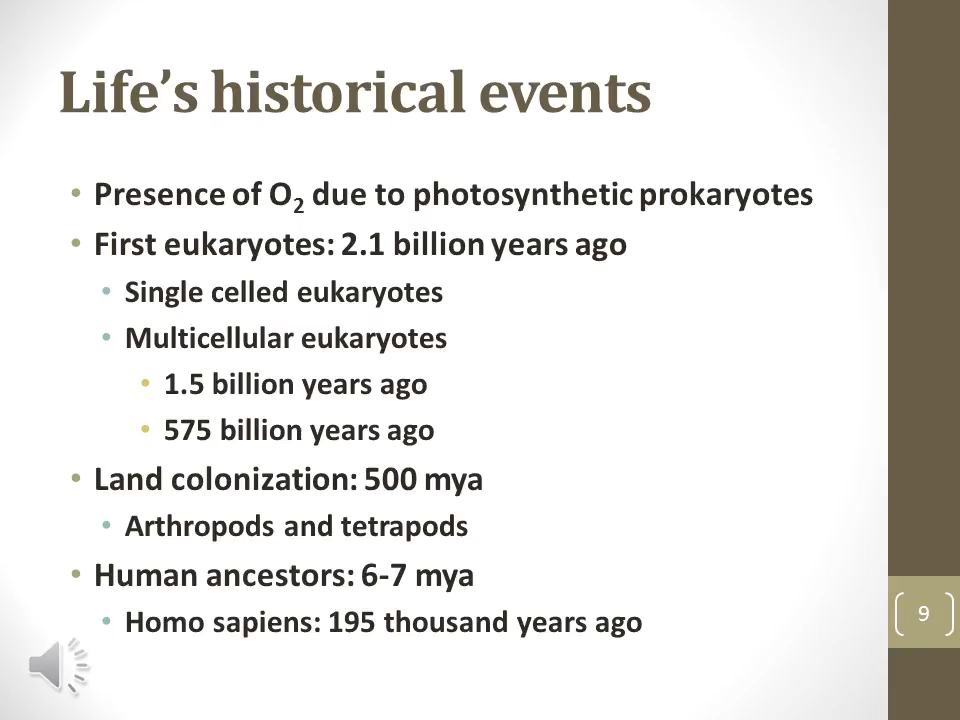 Life’s historical events
• Presence of O₂ due to photosynthetic prokaryotes
• First eukaryotes: 2.1 billion years ago
• Single celled eukaryotes
• Multicellular eukaryotes
• 1.5 billion years ago
• 575 billion years ago
• Land colonization: 500 mya
• Arthropods and tetrapods
• Human ancestors: 6-7 mya
• Homo sapiens: 195 thousand years ago
9